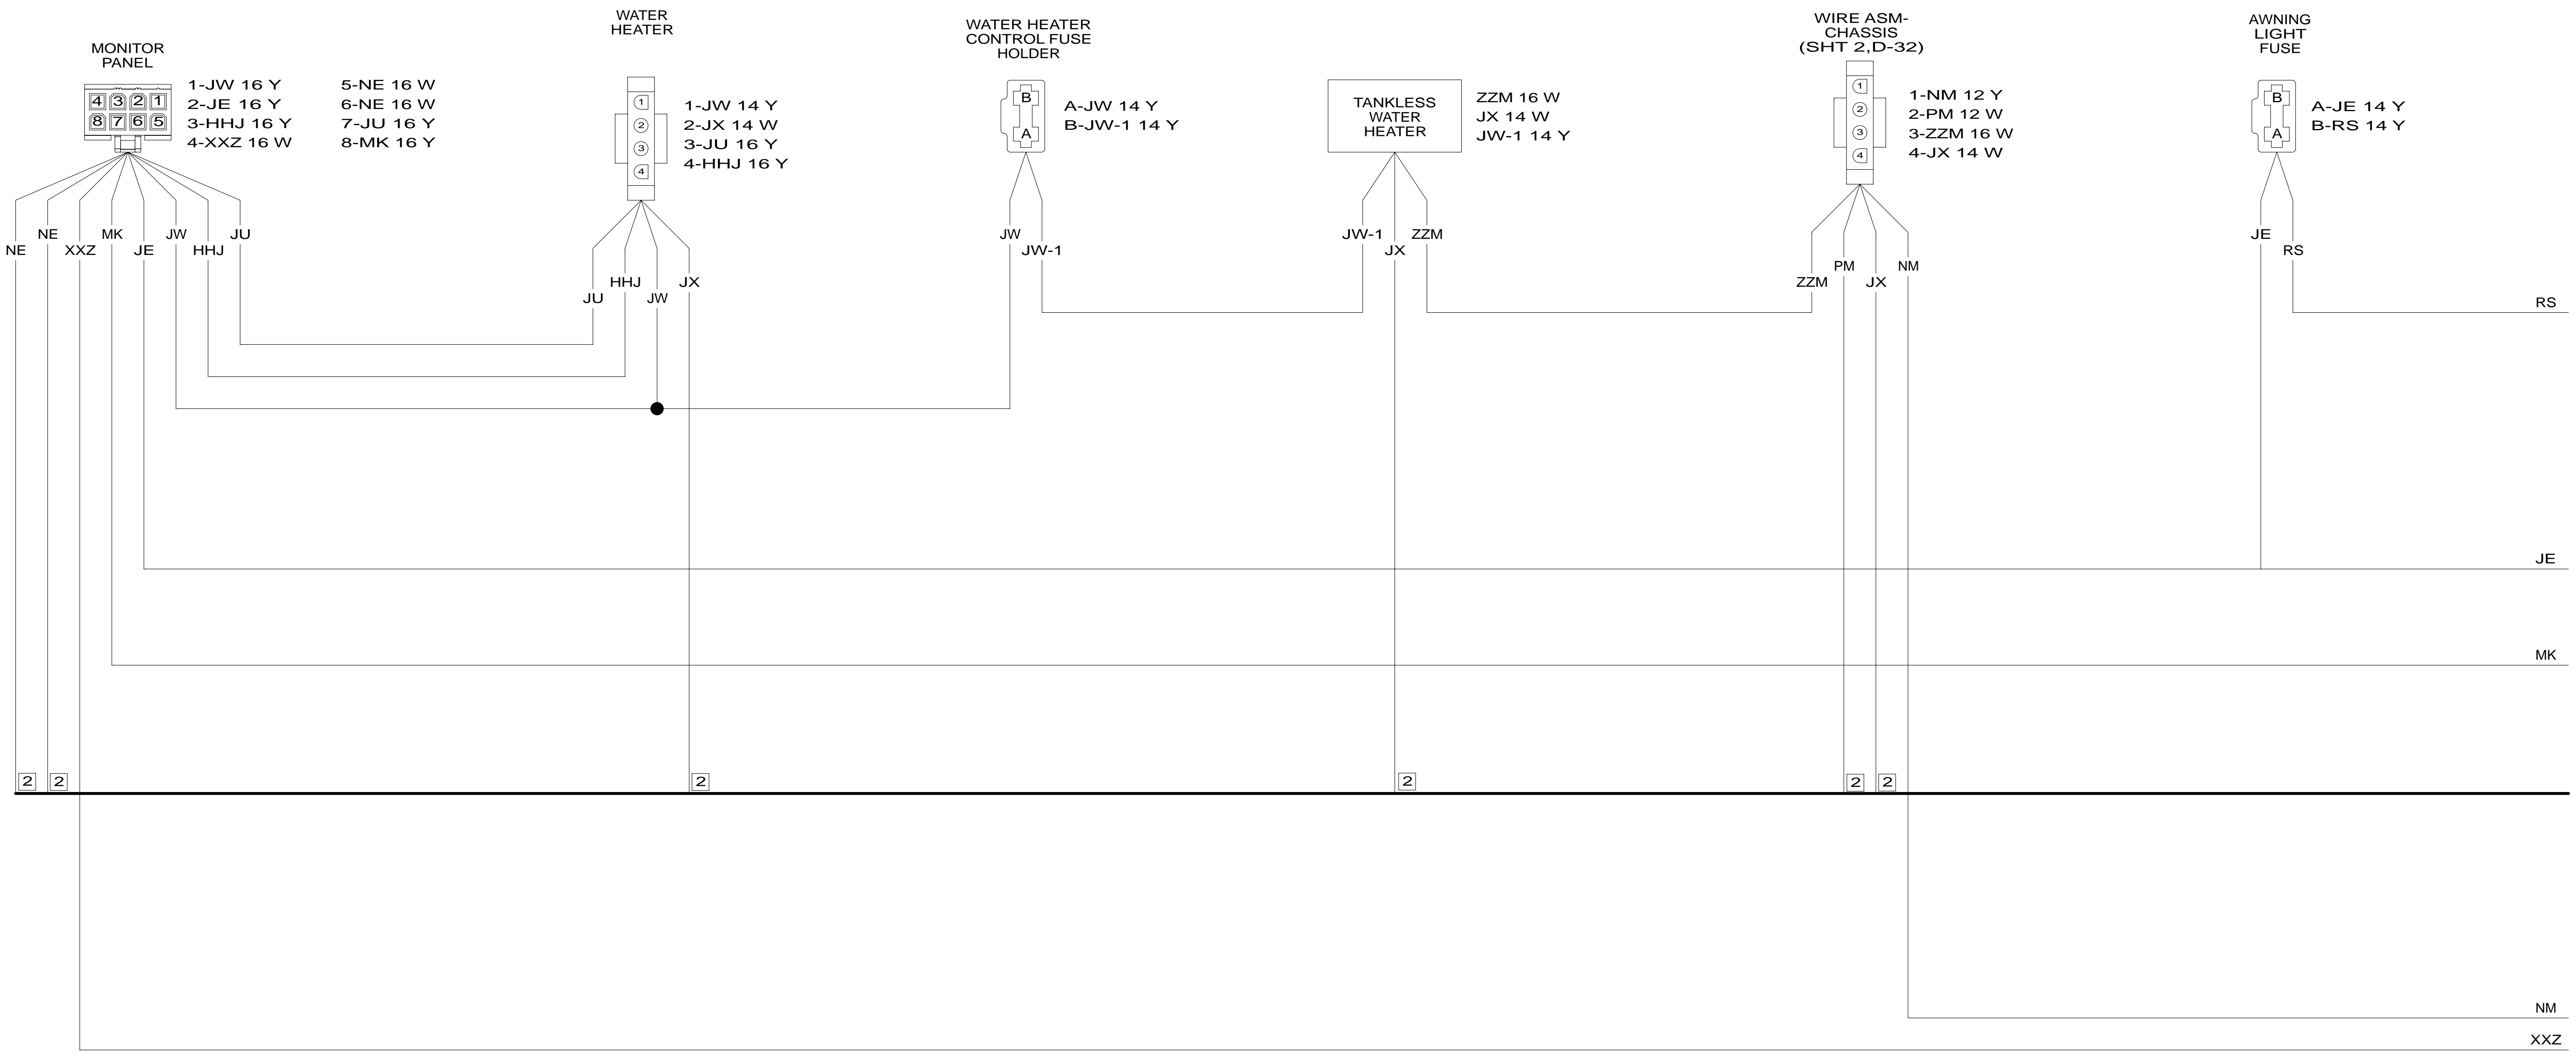 MONITOR
PANEL
4 3 2 1
8 7 6 5
1-JW 16 Y
2-JE 16 Y
3-HHJ 16 Y
4-XXZ 16 W
5-NE 16 W
6-NE 16 W
7-JU 16 Y
8-MK 16 Y
NE
NE
XXZ
MK
JE
JW
HHJ
JU
WATER
HEATER
1
2
3
4
1-JW 14 Y
2-JX 14 W
3-JU 16 Y
4-HHJ 16 Y
JU
HHJ
JW
JX
WATER HEATER
CONTROL FUSE
HOLDER
B
A
A-JW 14 Y
B-JW-1 14 Y
JW
JW-1
TANKLESS
WATER
HEATER
ZZM 16 W
JX 14 W
JW-1 14 Y
JW-1
JX
ZZM
WIRE ASM-
CHASSIS
(SHT 2,D-32)
1
2
3
4
1-NM 12 Y
2-PM 12 W
3-ZZM 16 W
4-JX 14 W
ZZM
PM
JX
NM
AWNING
LIGHT
FUSE
B
A
A-JE 14 Y
B-RS 14 Y
JE
RS
RS
JE
MK
2
2
2
2
2
2
NM
XXZ